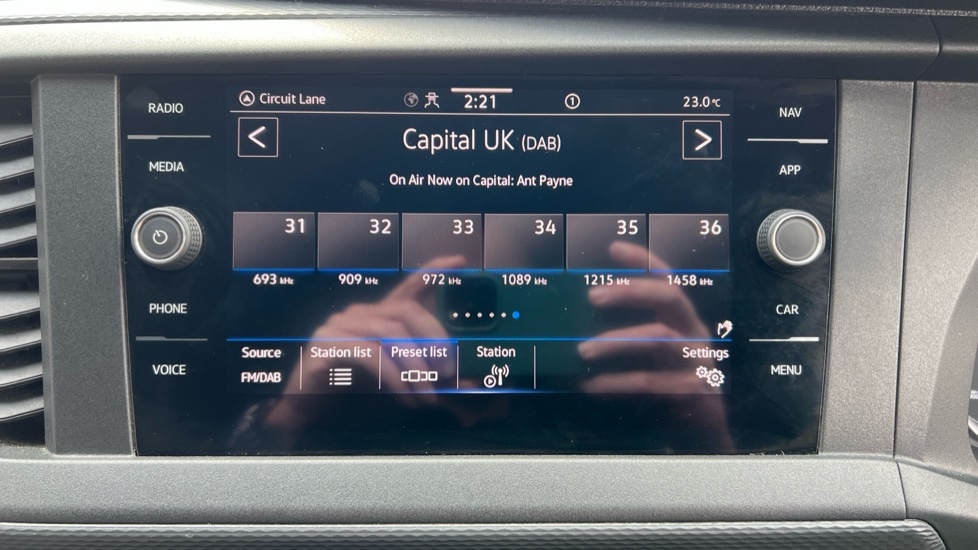 RADIO
MEDIA
PHONE
VOICE
Circuit Lane 2:21 1 23.0°C
Capital UK (DAB)
On Air Now on Capital: Ant Payne
31 32 33 34 35 36
693 kHz 909 kHz 972 kHz 1089 kHz 1215 kHz 1458 kHz
Source Station list Preset list Station Settings
FM/DAB
NAV
APP
CAR
MENU